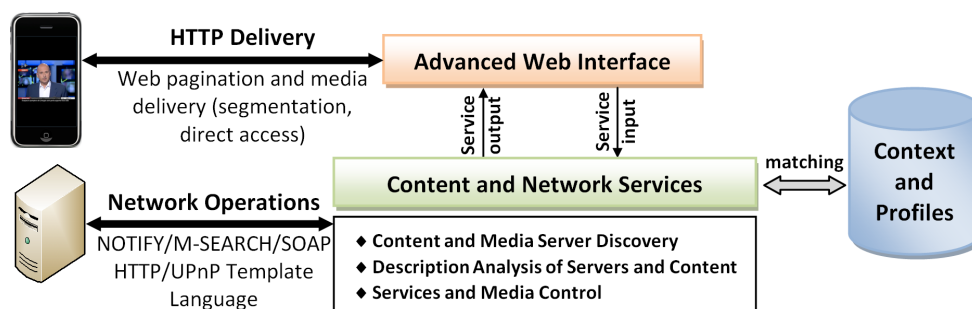 HTTP Delivery
Web pagination and media
delivery (segmentation,
direct access)
Advanced Web Interface
Service
output
Service
input
Content and Network Services
matching
Context
and
Profiles
Network Operations
NOTIFY/M-SEARCH/SOAP
HTTP/UPnP Template
Language
♦ Content and Media Server Discovery
♦ Description Analysis of Servers and Content
♦ Services and Media Control